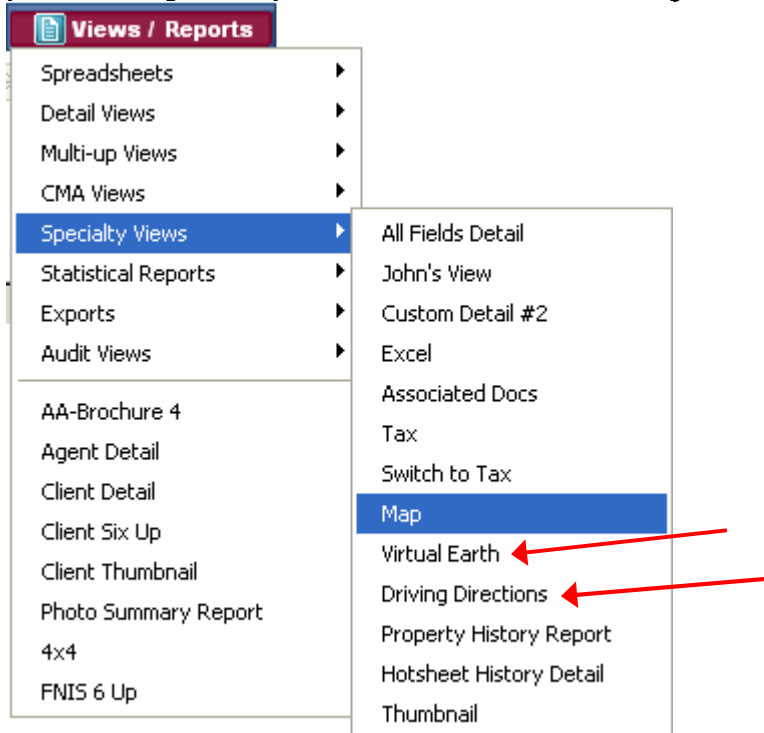 Views / Reports
Spreadsheets
Detail Views
Multi-up Views
CMA Views
Specialty Views
Statistical Reports
Exports
Audit Views
AA-Brochure 4
Agent Detail
Client Detail
Client Six Up
Client Thumbnail
Photo Summary Report
4x4
FNIS 6 Up
All Fields Detail
John's View
Custom Detail #2
Excel
Associated Docs
Tax
Switch to Tax
Map
Virtual Earth
Driving Directions
Property History Report
Hotsheet History Detail
Thumbnail